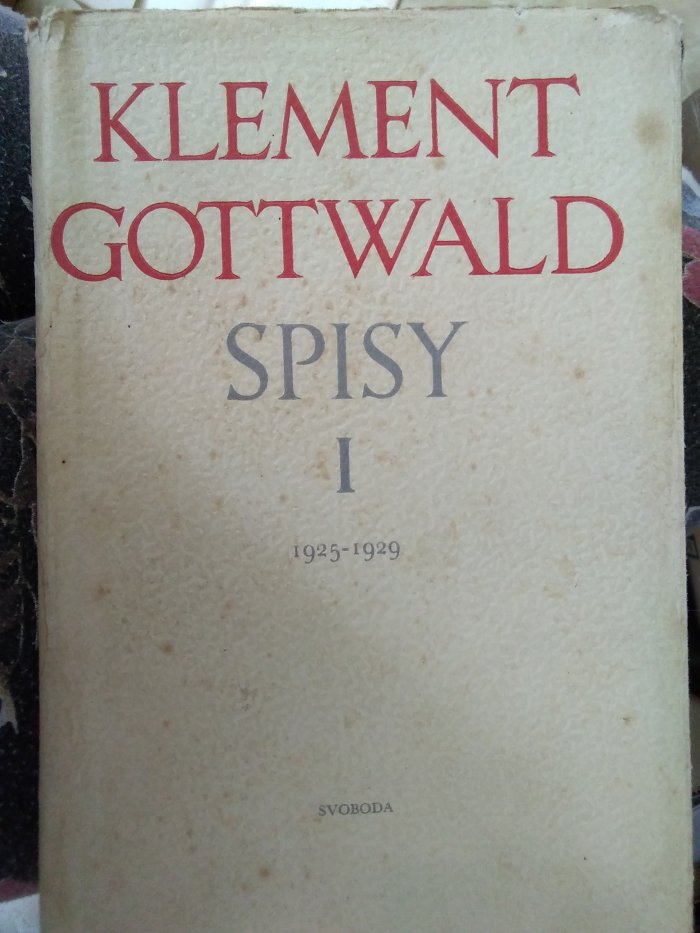 KLEMENT
GOTTWALD
SPISY
I
1925-1929
SVOBODA